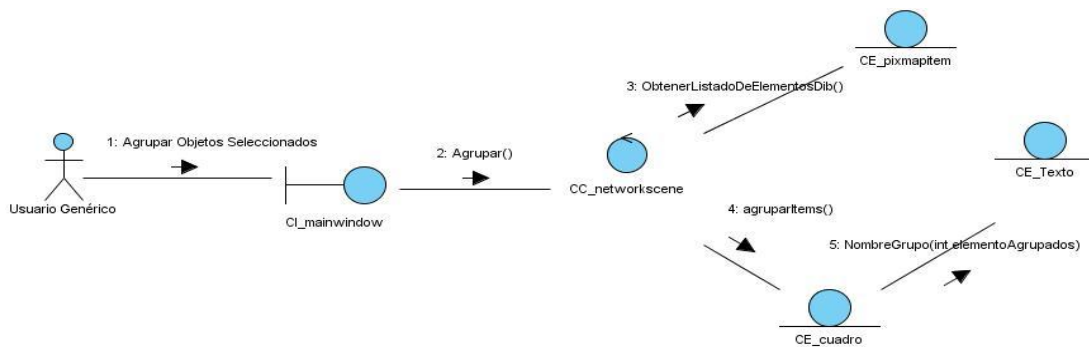 CE_pixmapitem
3: ObtenerListadoDeElementosDib()
1: Agrupar Objetos Seleccionados
2: Agrupar()
CE_Texto
CC_networkscene
Usuario Genérico
CI_mainwindow
4: agruparItems()
5: NombreGrupo(int elementoAgrupados)
CE_cuadro